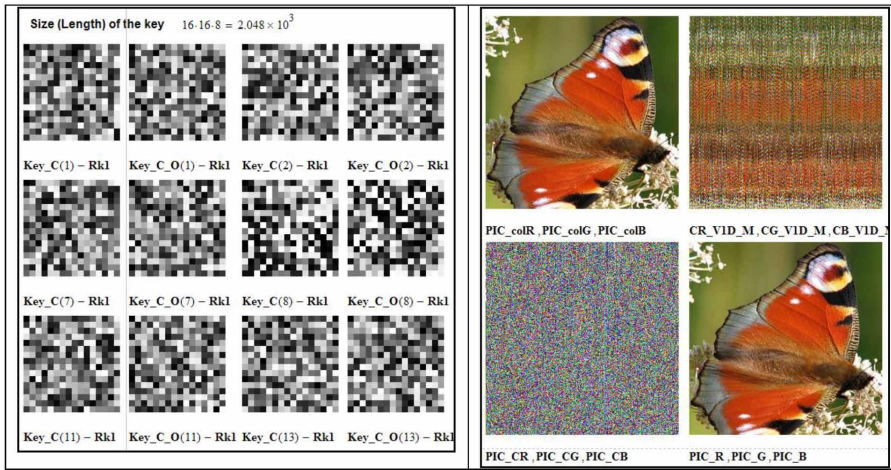 Size (Length) of the key 16·16·8 = 2.048 × 10³
Key_C(1) − Rk1 Key_C_O(1) − Rk1 Key_C(2) − Rk1 Key_C_O(2) − Rk1
Key_C(7) − Rk1 Key_C_O(7) − Rk1 Key_C(8) − Rk1 Key_C_O(8) − Rk1
Key_C(11) − Rk1 Key_C_O(11) − Rk1 Key_C(13) − Rk1 Key_C_O(13) − Rk1
PIC_colR , PIC_colG , PIC_colB CR_V1D_M , CG_V1D_M , CB_V1D_
PIC_CR , PIC_CG , PIC_CB PIC_R , PIC_G , PIC_B